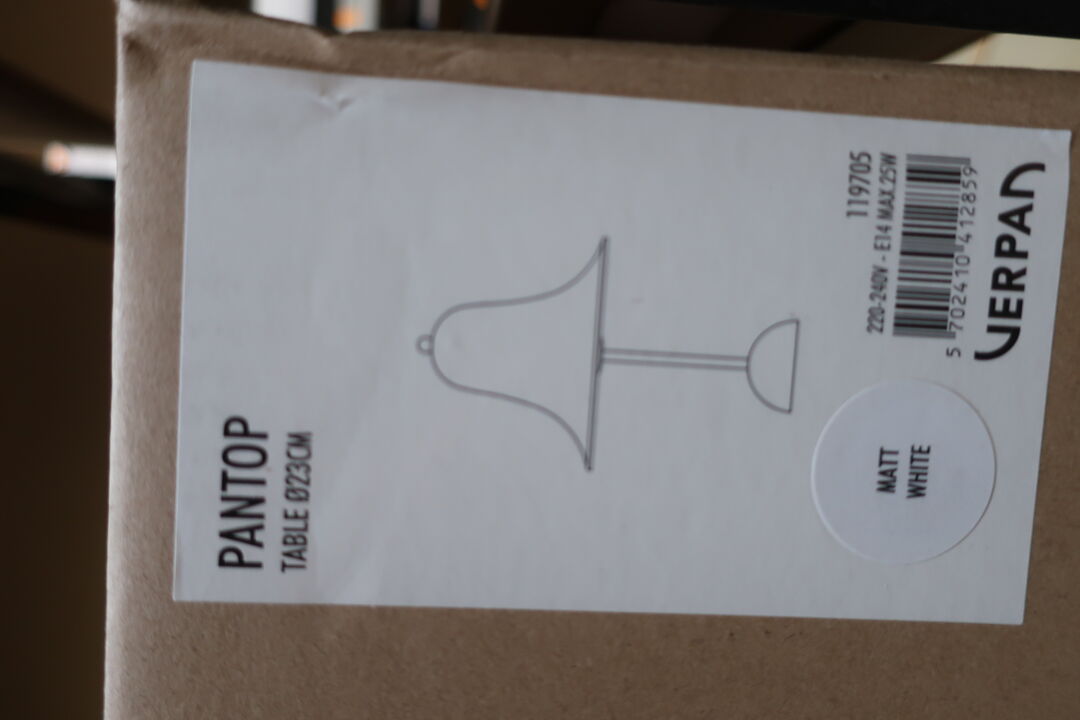 PANTOP
TABLE Ø23CM
119705
220-240V - E14 MAX 25W
5 702410 412859
MATT
WHITE
VERPAN